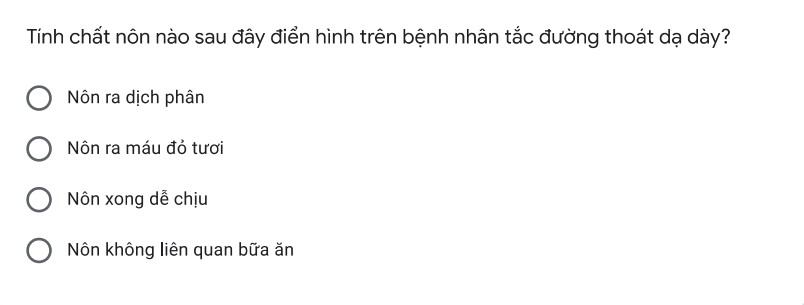 Tính chất nôn nào sau đây điển hình trên bệnh nhân tắc đường thoát dạ dày?
Nôn ra dịch phân
Nôn ra máu đỏ tươi
Nôn xong dễ chịu
Nôn không liên quan bữa ăn